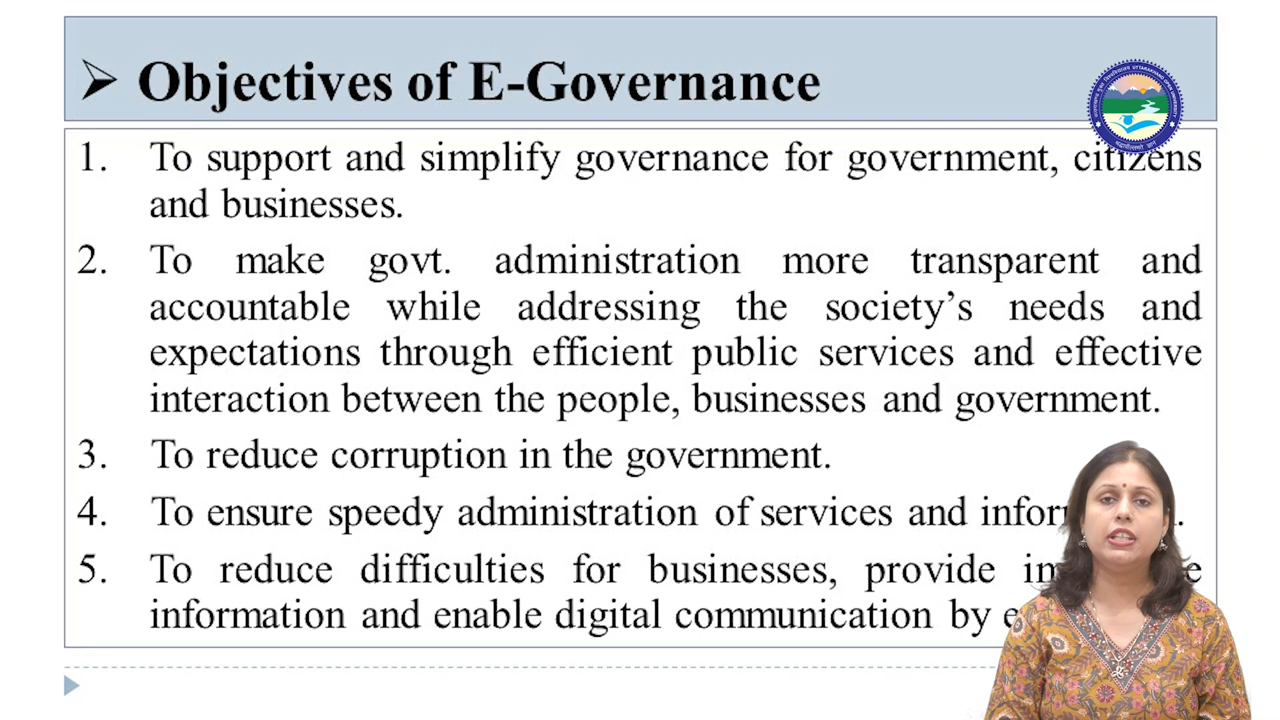 ➢ Objectives of E-Governance
1. To support and simplify governance for government, citizens
and businesses.
2. To make govt. administration more transparent and
accountable while addressing the society's needs and
expectations through efficient public services and effective
interaction between the people, businesses and government.
3. To reduce corruption in the government.
4. To ensure speedy administration of services and
5. To reduce difficulties for businesses, provide
information and enable digital communication by